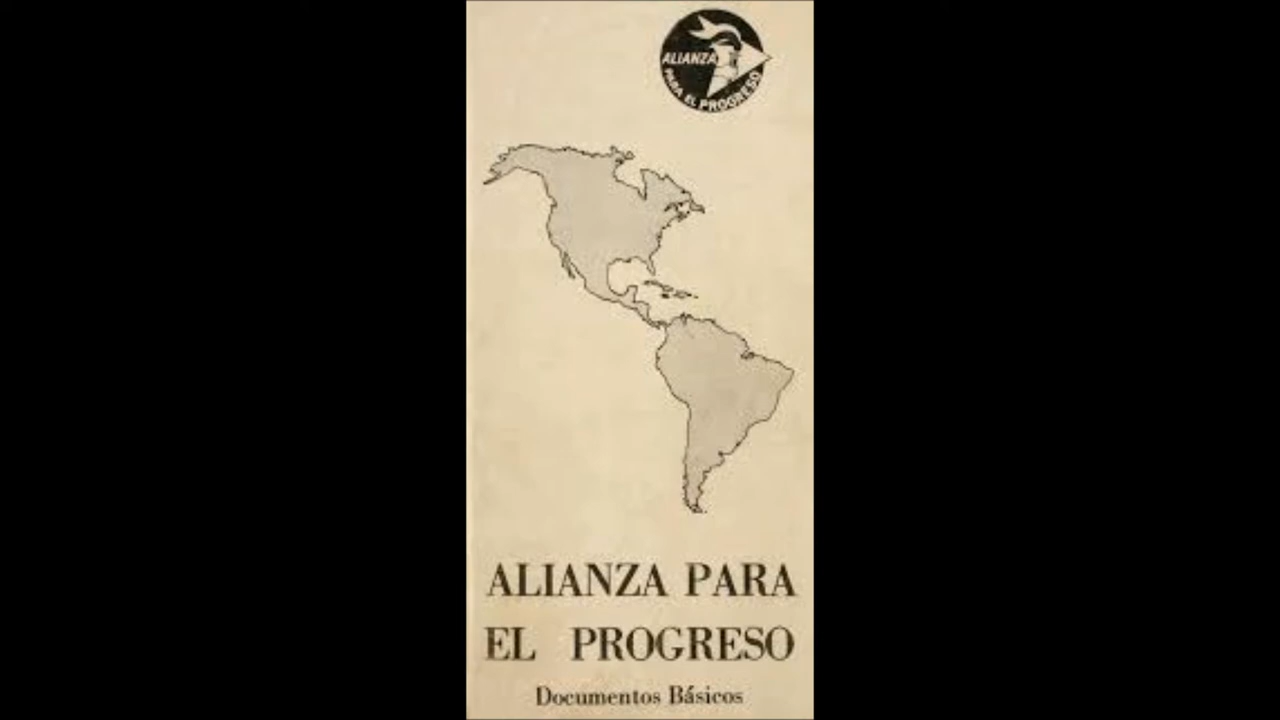 ALIANZA
PARA EL PROGRESO
ALIANZA PARA
EL PROGRESO
Documentos Básicos